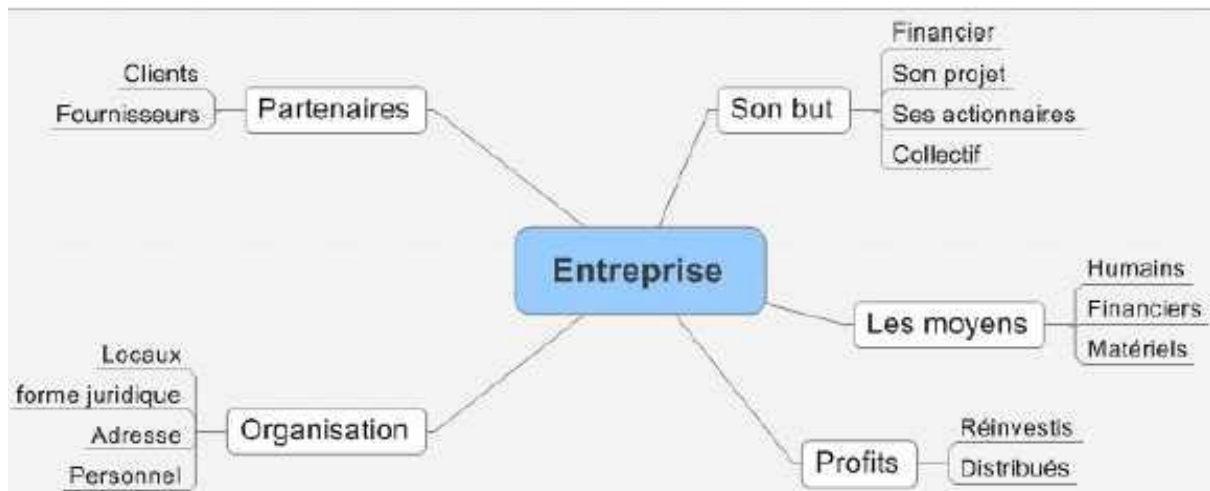 Clients
Fournisseurs
Partenaires
Son but
Financier
Son projet
Ses actionnaires
Collectif
Entreprise
Les moyens
Humains
Financiers
Matériels
Locaux
forme juridique
Adresse
Personnel
Organisation
Profits
Réinvestis
Distribués